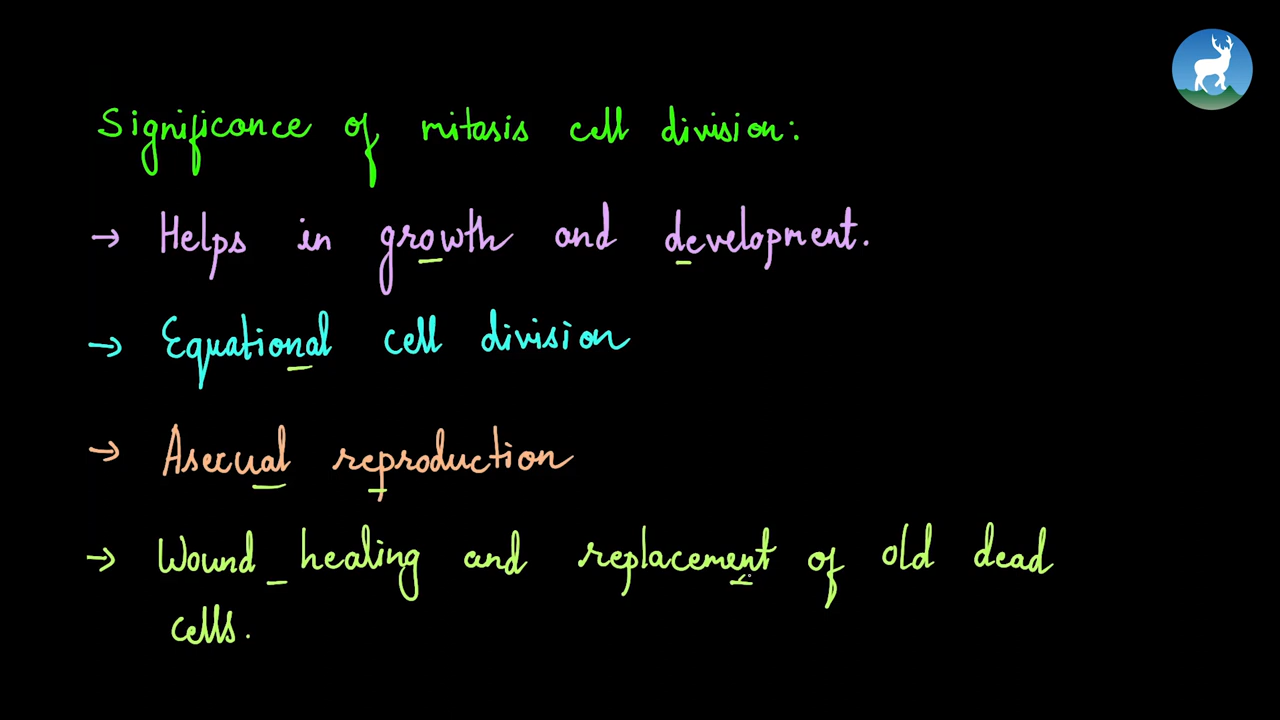 Significance of mitosis cell division:
→ Helps in growth and development.
→ Equational cell division
→ Asexual reproduction
→ Wound healing and replacement of old dead
cells.